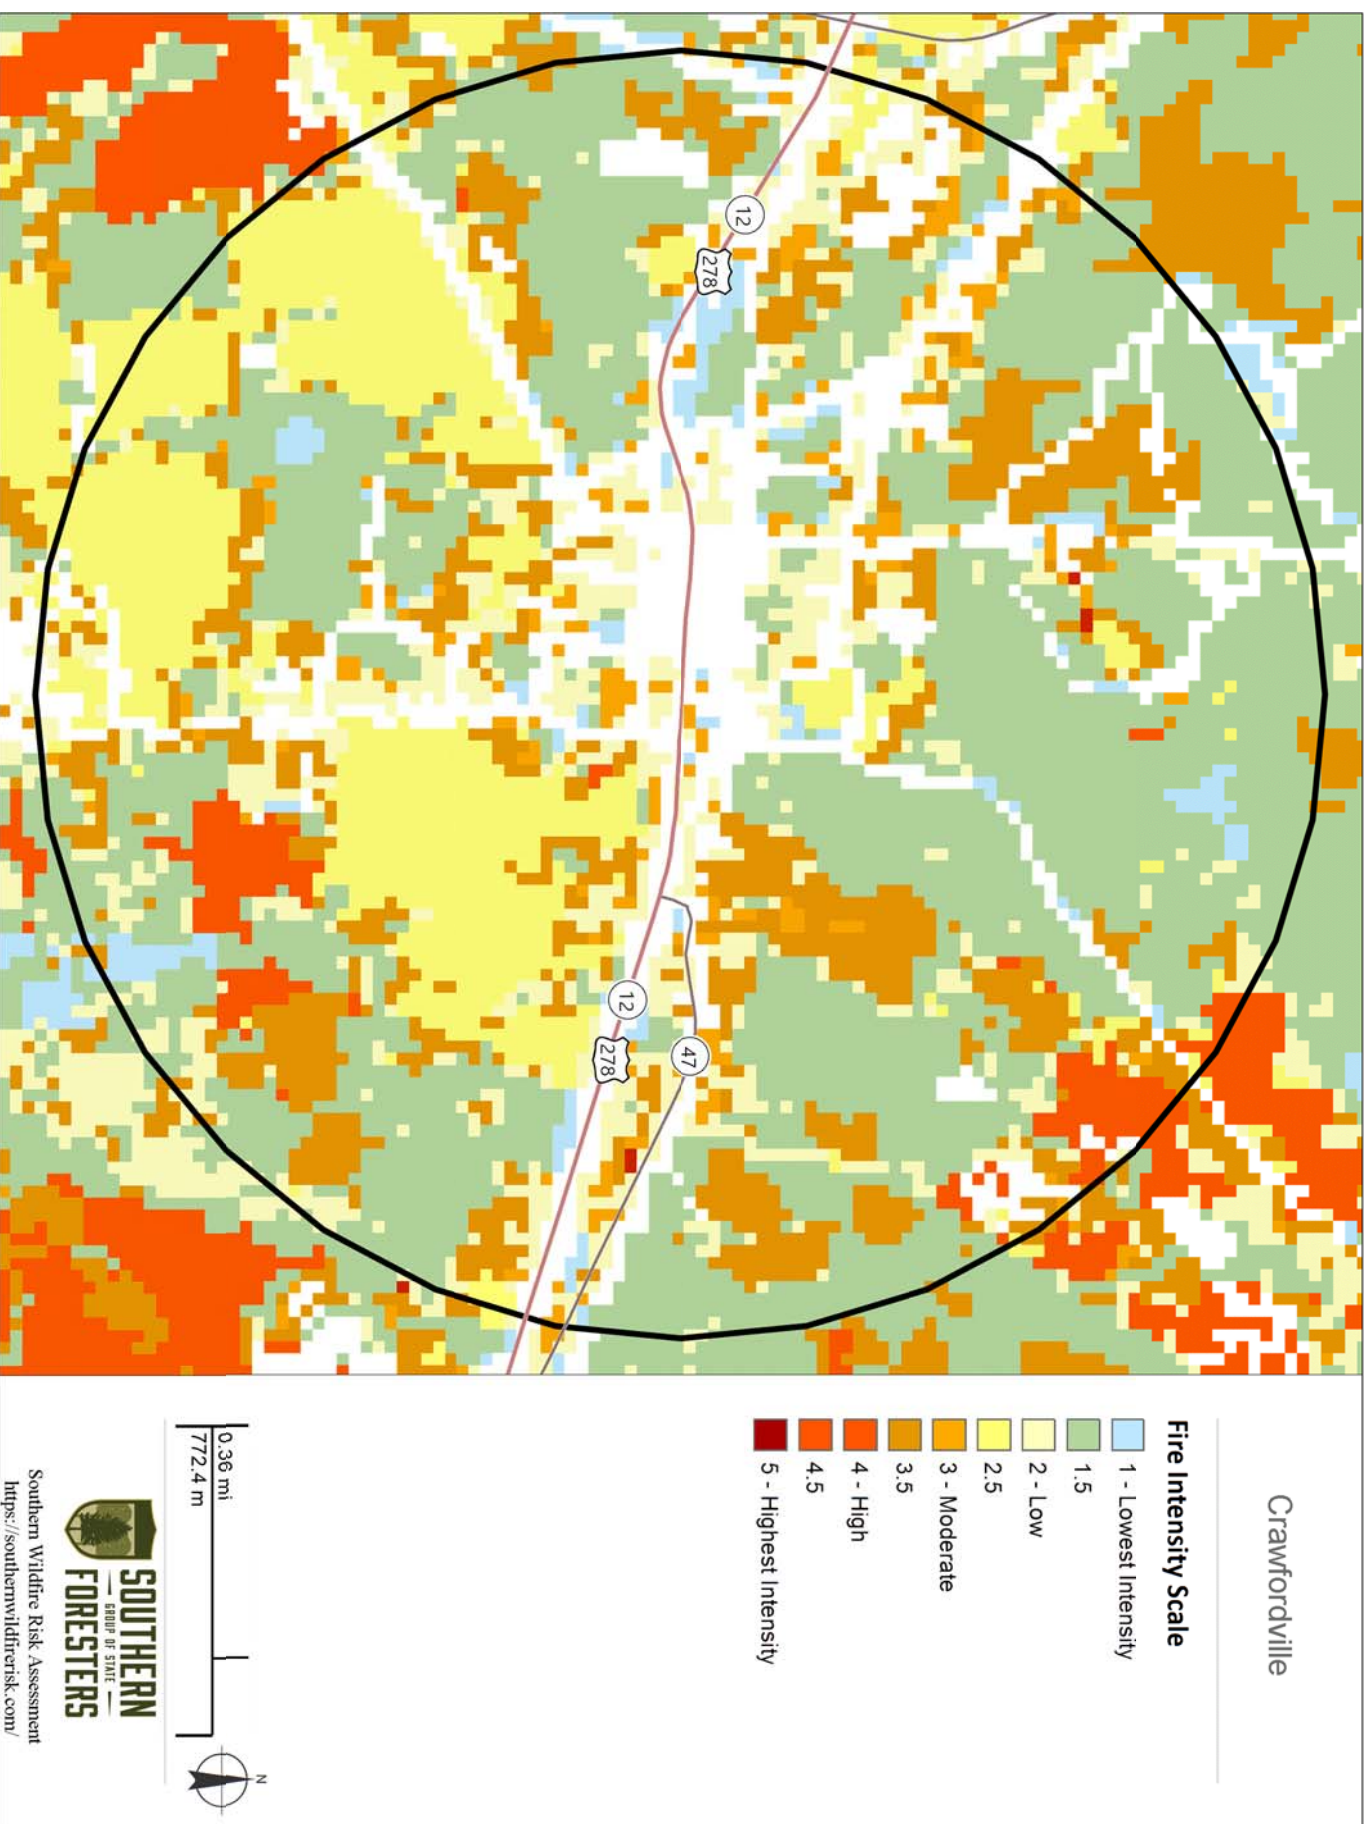 Crawfordville
Fire Intensity Scale
1 - Lowest Intensity
1.5
2 - Low
2.5
3 - Moderate
3.5
4 - High
4.5
5 - Highest Intensity
12
278
12
278
47
0.36 mi
772.4 m
N
SOUTHERN
GROUP OF STATE
FORESTERS
Southern Wildfire Risk Assessment
https://southernwildfirerisk.com/